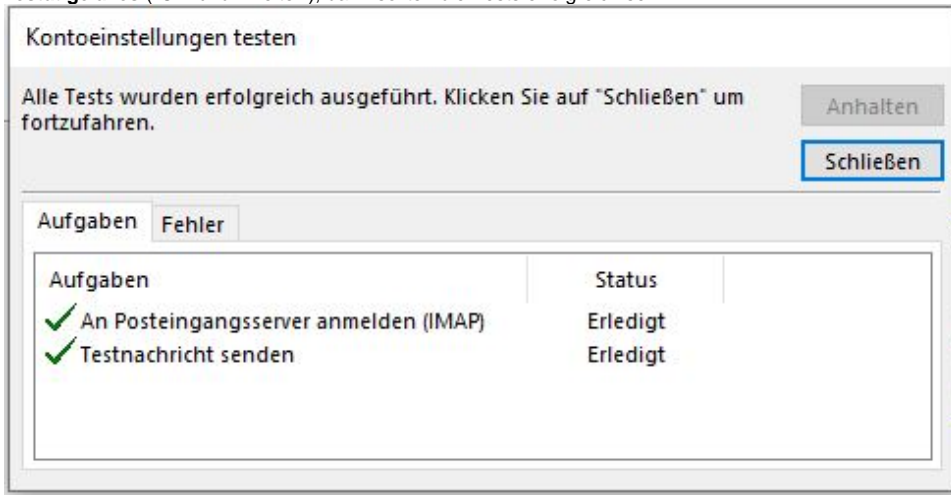 Kontoeinstellungen testen
Alle Tests wurden erfolgreich ausgeführt. Klicken Sie auf "Schließen" um
fortzufahren.
Anhalten
Schließen
Aufgaben Fehler
Aufgaben Status
An Posteingangsserver anmelden (IMAP) Erledigt
Testnachricht senden Erledigt